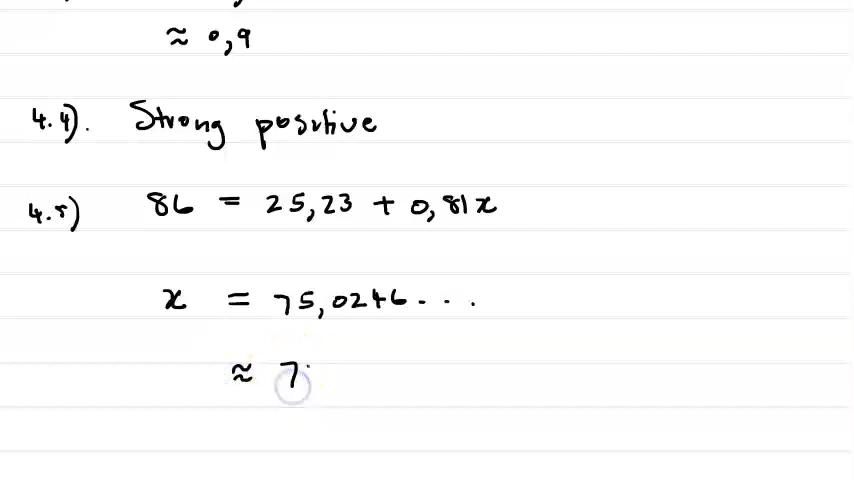 ≈ 0,9
4.4). Strong positive
4.5) 86 = 25,23 + 0,81x
x = 75,0246...
≈ 7